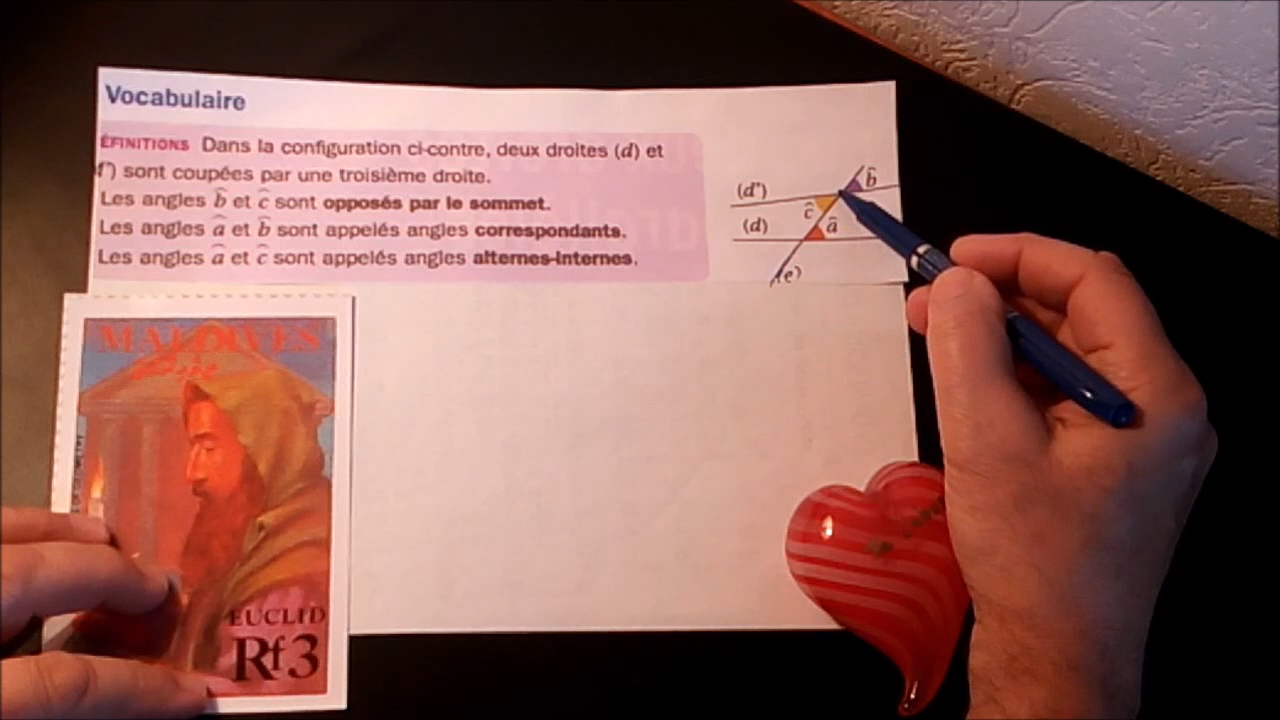 Vocabulaire
ÉFINITIONS Dans la configuration ci-contre, deux droites (d) et
') sont coupées par une troisième droite.
Les angles b̂ et ĉ sont opposés par le sommet.
Les angles â et b̂ sont appelés angles correspondants.
Les angles â et ĉ sont appelés angles alternes-internes.
b̂
(d')
ĉ
(d)
â
(e)
MALDIVES
EUCLID
Rf3